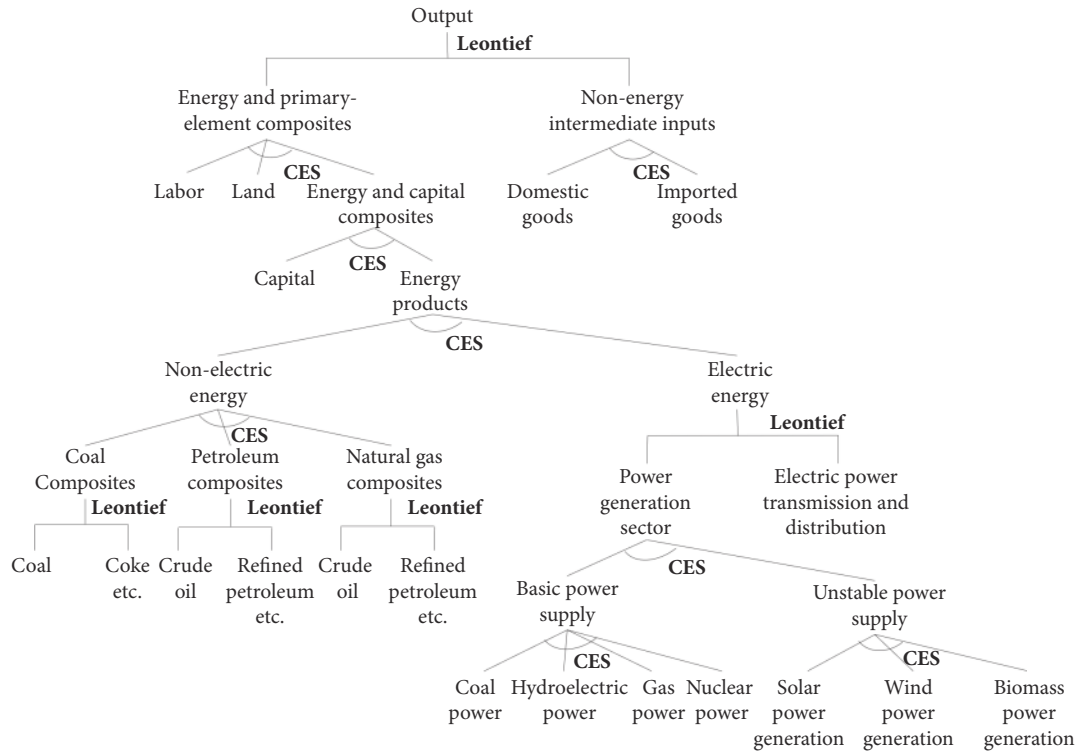 Output
Leontief
Energy and primary-
element composites
Non-energy
intermediate inputs
CES
CES
Labor
Land
Energy and capital
composites
Domestic
goods
Imported
goods
CES
Capital
Energy
products
CES
Non-electric
energy
Electric
energy
CES
Leontief
Coal
Composites
Petroleum
composites
Natural gas
composites
Power
generation
sector
Electric power
transmission and
distribution
Leontief
Leontief
Leontief
Coal
Coke
etc.
Crude
oil
Refined
petroleum
etc.
Crude
oil
Refined
petroleum
etc.
CES
Basic power
supply
Unstable power
supply
CES
CES
Coal
power
Hydroelectric
power
Gas
power
Nuclear
power
Solar
power
generation
Wind
power
generation
Biomass
power
generation